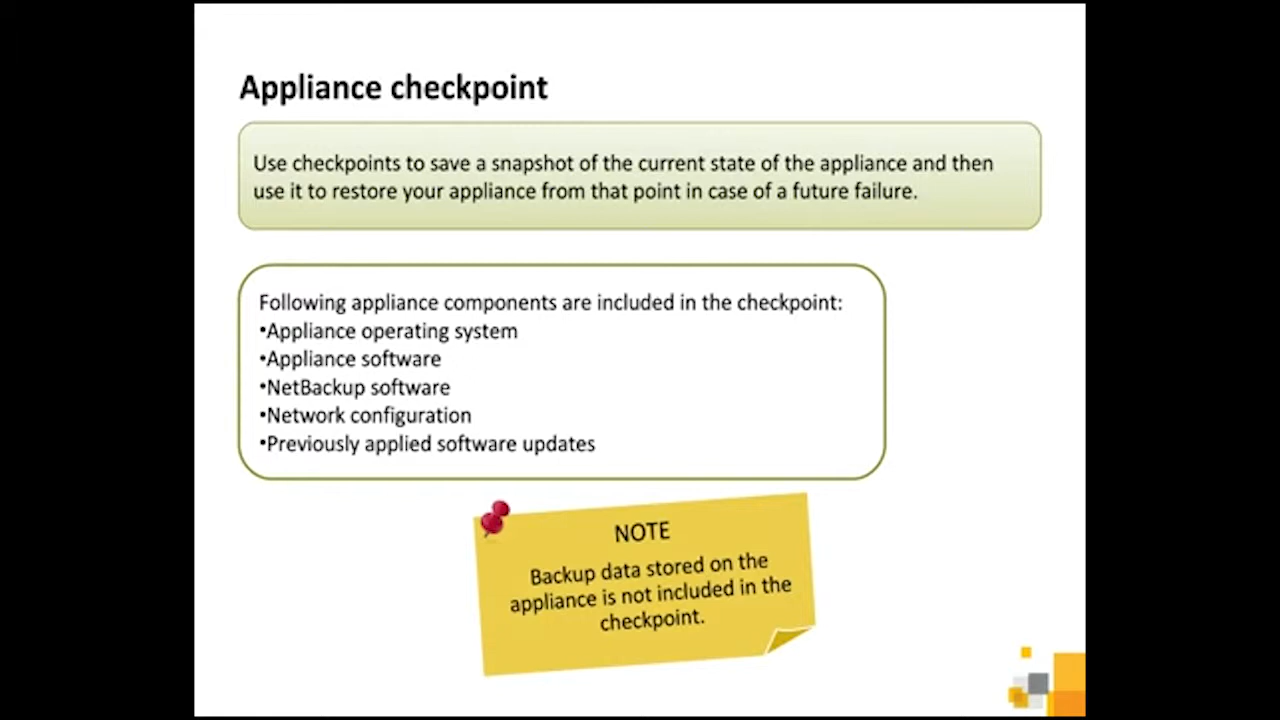 Appliance checkpoint
Use checkpoints to save a snapshot of the current state of the appliance and then
use it to restore your appliance from that point in case of a future failure.
Following appliance components are included in the checkpoint:
•Appliance operating system
•Appliance software
•NetBackup software
•Network configuration
•Previously applied software updates
NOTE
Backup data stored on the
appliance is not included in the
checkpoint.